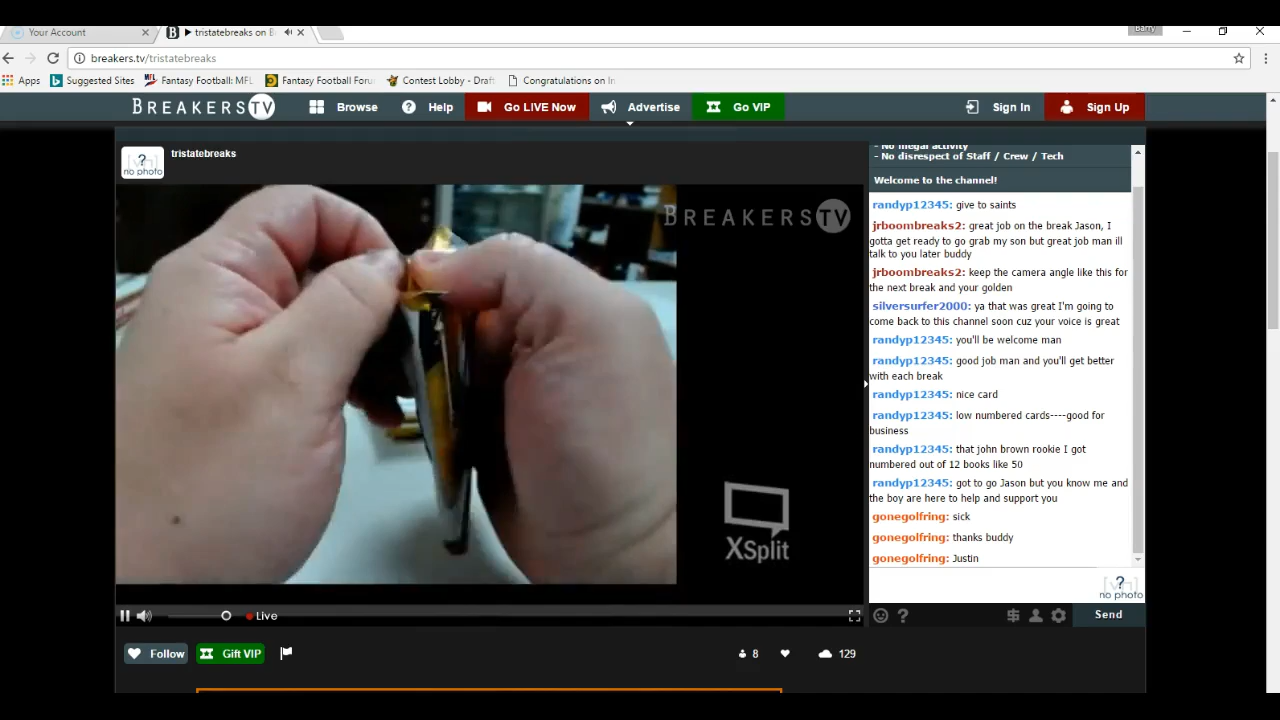 Your Account
tristatebreaks on B
Barry
breakers.tv/tristatebreaks
Apps
Suggested Sites
Fantasy Football: MFL
Fantasy Football Foru
Contest Lobby - Draft
Congratulations on
BREAKERS TV
Browse
Help
Go LIVE Now
Advertise
Go VIP
Sign In
Sign Up
? no photo
tristatebreaks
BREAKERS TV
XSplit
Live
Follow
Gift VIP
8
129
- No illegal activity
- No disrespect of Staff / Crew / Tech
Welcome to the channel!
randyp12345: give to saints
jrboombreaks2: great job on the break Jason, I
gotta get ready to go grab my son but great job man ill
talk to you later buddy
jrboombreaks2: keep the camera angle like this for
the next break and your golden
silversurfer2000: ya that was great I'm going to
come back to this channel soon cuz your voice is great
randyp12345: you'll be welcome man
randyp12345: good job man and you'll get better
with each break
randyp12345: nice card
randyp12345: low numbered cards----good for
business
randyp12345: that john brown rookie I got
numbered out of 12 books like 50
randyp12345: got to go Jason but you know me and
the boy are here to help and support you
gonegolfring: sick
gonegolfring: thanks buddy
gonegolfring: Justin
? no photo
Send